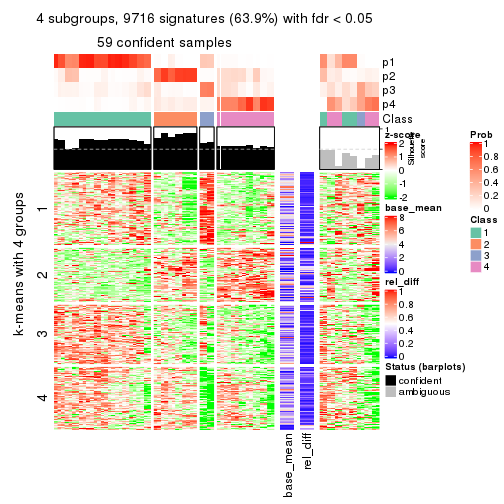 4 subgroups, 9716 signatures (63.9%) with fdr < 0.05
59 confident samples
p1
p2
p3
p4
Class
1
Silhouette
score
z-score
2
1
0
-1
-2
Prob
1
0.8
0.6
0.4
0.2
0
base_mean
8
6
4
2
0
Class
1
2
3
4
rel_diff
1
0.8
0.6
0.4
0.2
0
Status (barplots)
confident
ambiguous
k-means with 4 groups
1
2
3
4
base_mean
rel_diff